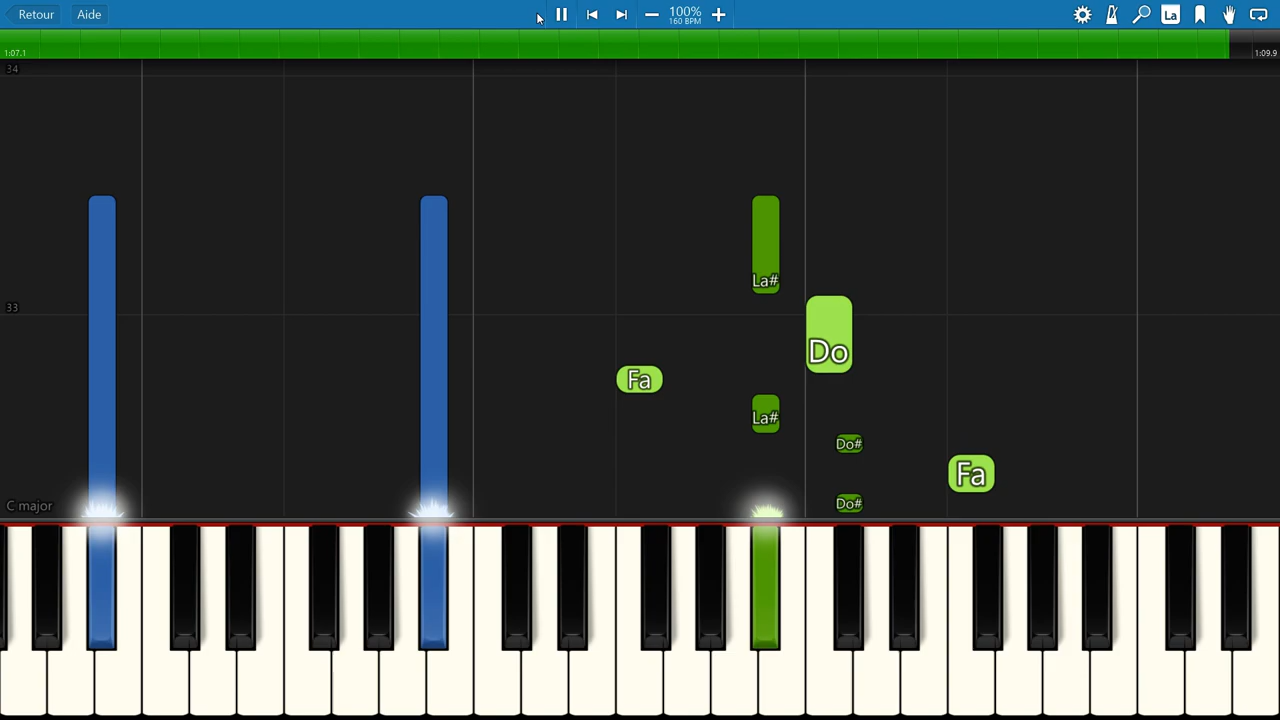 Retour
Aide
100%
160 BPM
La
1:07.1
1:09.9
34
La#
33
Do
Fa
La#
Do#
Fa
C major
Do#